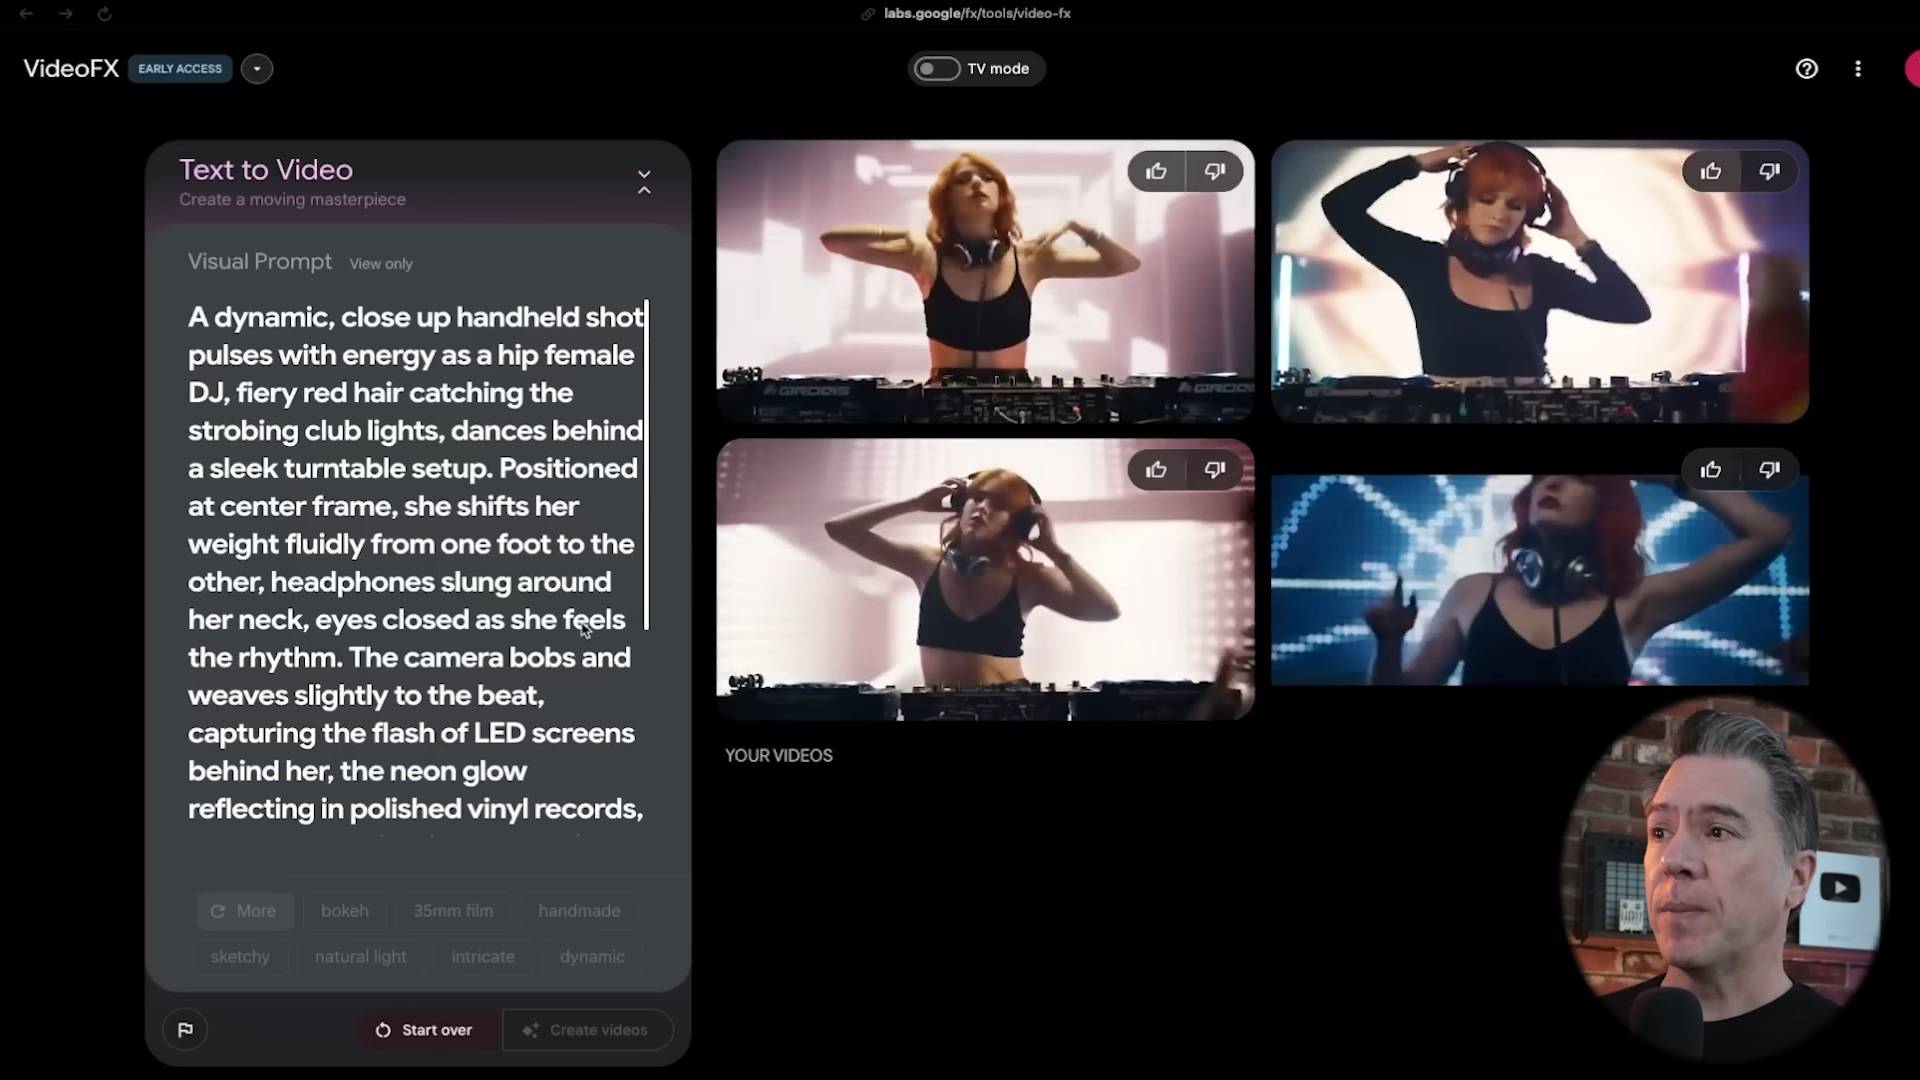 labs.google/fx/tools/video-fx
VideoFX EARLY ACCESS
TV mode
Text to Video
Create a moving masterpiece
Visual Prompt View only
A dynamic, close up handheld shot
pulses with energy as a hip female
DJ, fiery red hair catching the
strobing club lights, dances behind
a sleek turntable setup. Positioned
at center frame, she shifts her
weight fluidly from one foot to the
other, headphones slung around
her neck, eyes closed as she feels
the rhythm. The camera bobs and
weaves slightly to the beat,
capturing the flash of LED screens
behind her, the neon glow
reflecting in polished vinyl records,
More bokeh 35mm film handmade
sketchy natural light intricate dynamic
Start over Create videos
YOUR VIDEOS